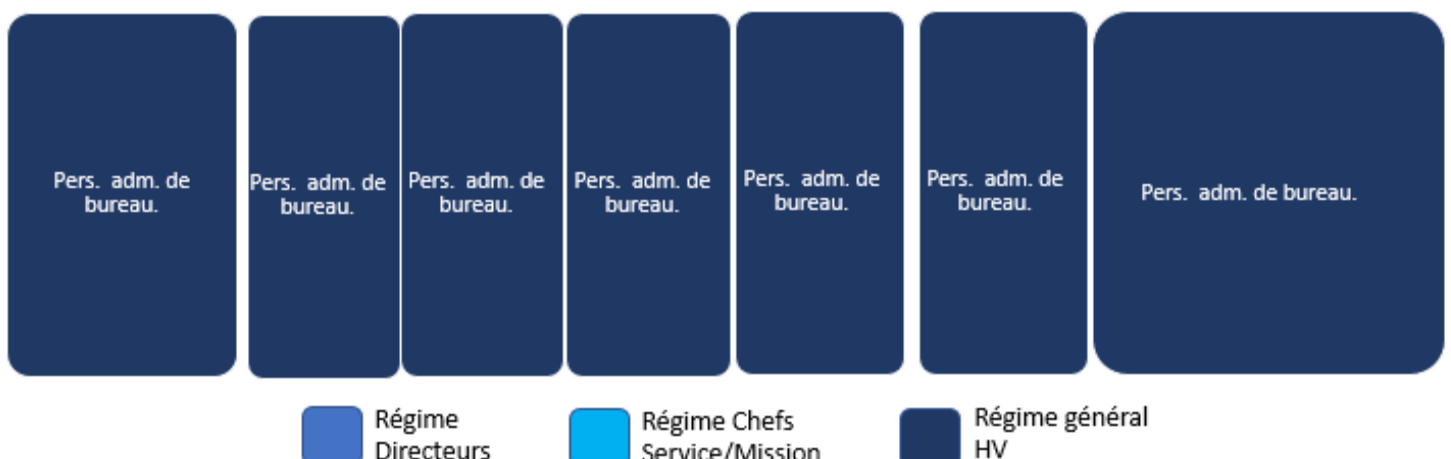 Pers. adm. de
bureau.
Pers. adm. de
bureau.
Pers. adm. de
bureau.
Pers. adm. de
bureau.
Pers. adm. de
bureau.
Pers. adm. de
bureau.
Pers. adm. de bureau.
Régime
Directeurs
Régime Chefs
Service/Mission
Régime général
HV